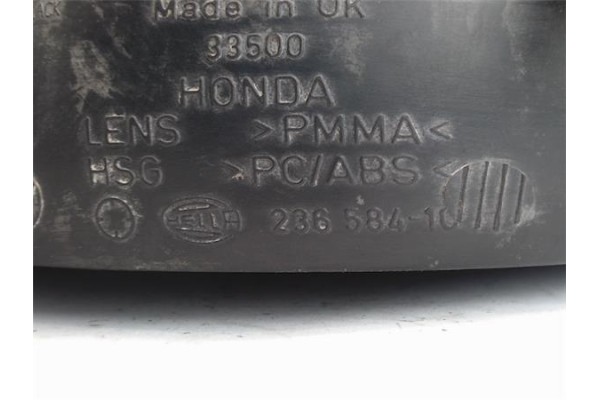 Made in UK
33500
HONDA
LENS >PMMA<
HSG >PC/ABS<
HELLA 236 584-10